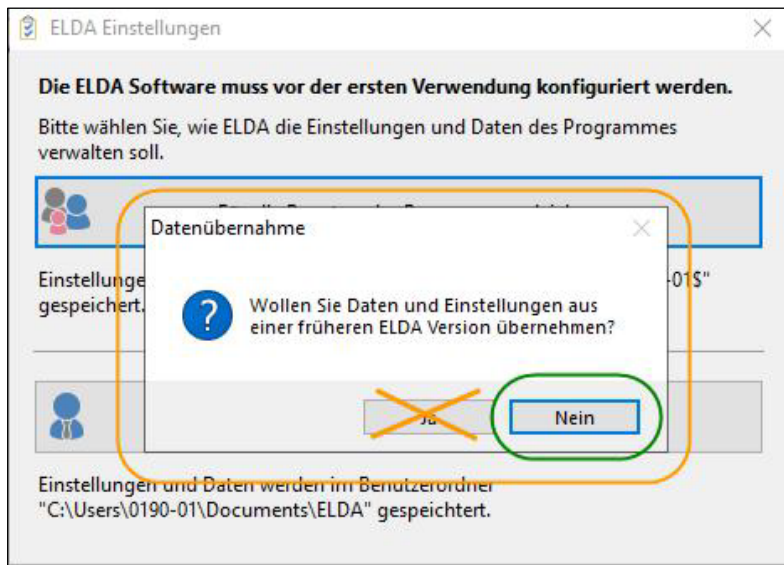 ELDA Einstellungen
Die ELDA Software muss vor der ersten Verwendung konfiguriert werden.
Bitte wählen Sie, wie ELDA die Einstellungen und Daten des Programmes
verwalten soll.
Datenübernahme
Einstellunge
-01$"
gespeichert.
Wollen Sie Daten und Einstellungen aus
einer früheren ELDA Version übernehmen?
Ja
Nein
Einstellungen und Daten werden im Benutzerordner
"C:\Users\0190-01\Documents\ELDA" gespeichtert.